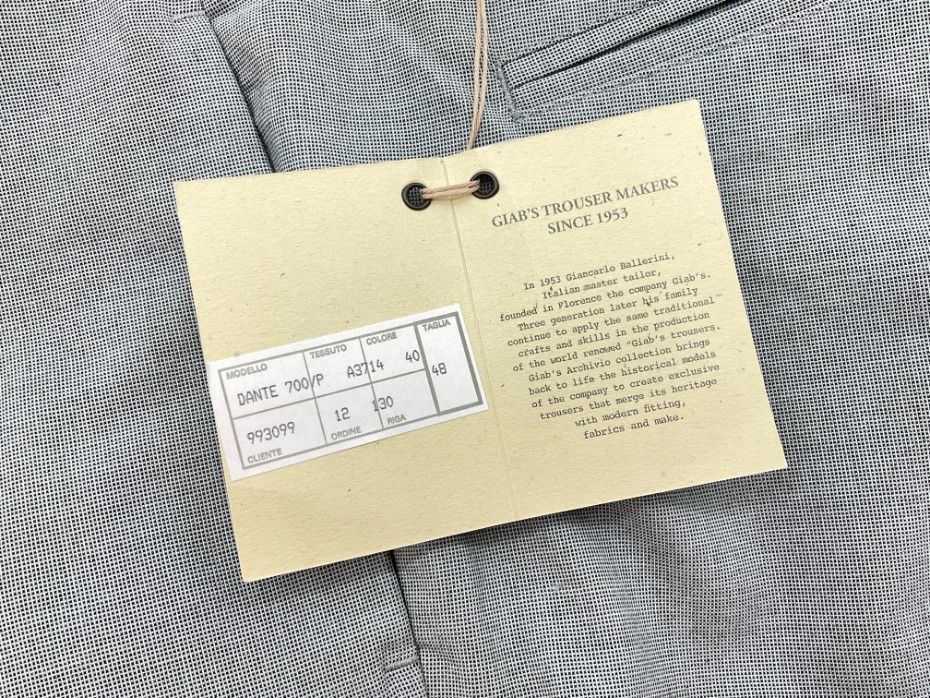 MODELLO TESSUTO COLORE TAGLIA
DANTE 700/P A3714 40 48
993099 12 130
CLIENTE ORDINE RIGA
GIAB'S TROUSER MAKERS
SINCE 1953
In 1953 Giancarlo Ballerini,
Italian master tailor,
founded in Florence the company Giab's.
Three generation later his family
continue to apply the same traditional
crafts and skills in the production
of the world renowned "Giab's trousers.
Giab's Archivio collection brings
back to life the historical models
of the company to create exclusive
trousers that merge its heritage
with modern fitting,
fabrics and make.